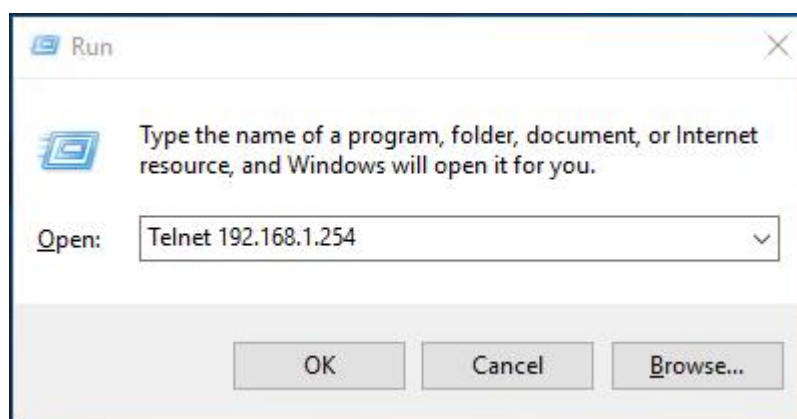 Run
Type the name of a program, folder, document, or Internet
resource, and Windows will open it for you.
Open: Telnet 192.168.1.254
OK Cancel Browse...